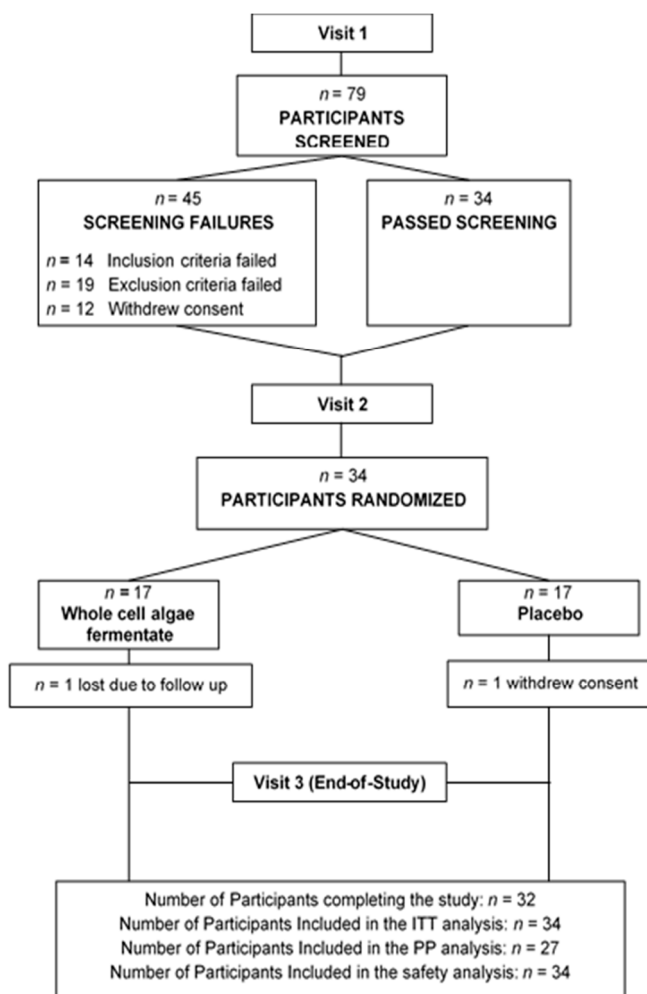 Visit 1
n = 79
PARTICIPANTS
SCREENED
n = 45
SCREENING FAILURES
n = 14 Inclusion criteria failed
n = 19 Exclusion criteria failed
n = 12 Withdrew consent
n = 34
PASSED SCREENING
Visit 2
n = 34
PARTICIPANTS RANDOMIZED
n = 17
Whole cell algae
fermentate
n = 17
Placebo
n = 1 lost due to follow up
n = 1 withdrew consent
Visit 3 (End-of-Study)
Number of Participants completing the study: n = 32
Number of Participants Included in the ITT analysis: n = 34
Number of Participants Included in the PP analysis: n = 27
Number of Participants Included in the safety analysis: n = 34